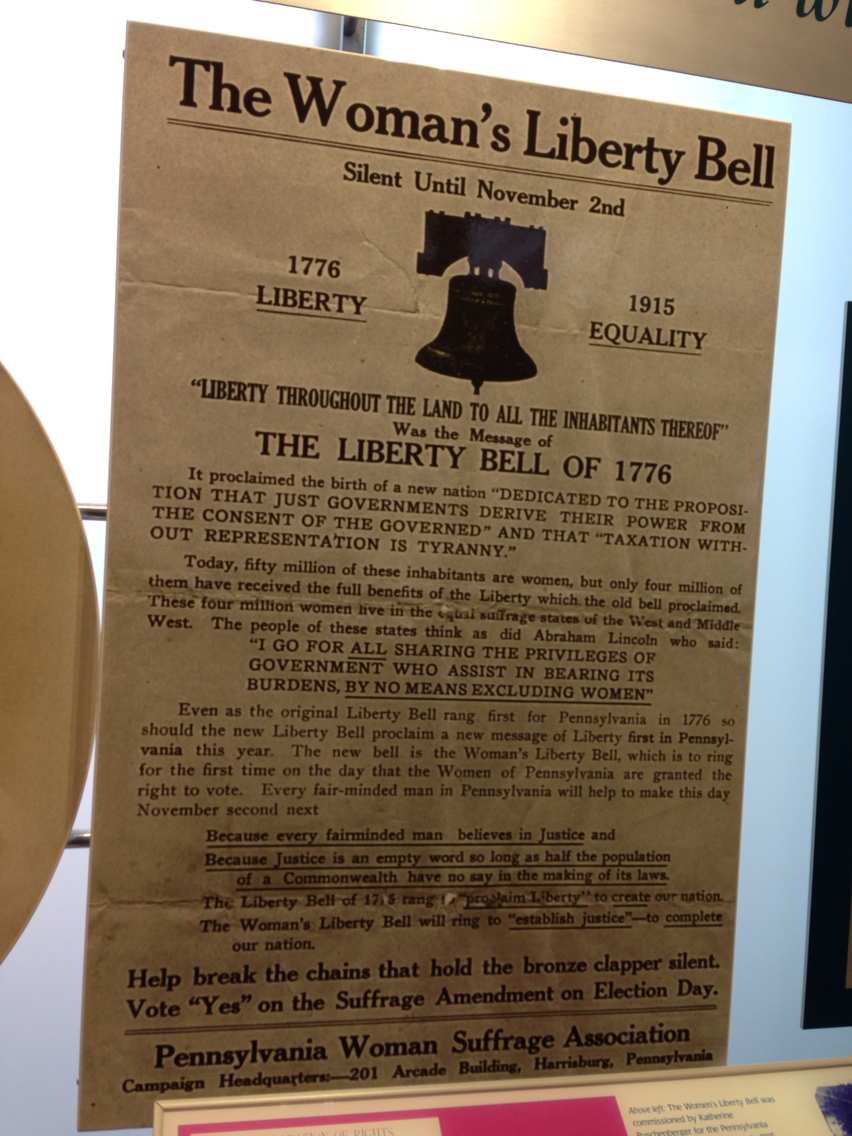 The Woman's Liberty Bell
Silent Until November 2nd
1776
LIBERTY
1915
EQUALITY
"LIBERTY THROUGHOUT THE LAND TO ALL THE INHABITANTS THEREOF"
Was the Message of
THE LIBERTY BELL OF 1776
It proclaimed the birth of a new nation "DEDICATED TO THE PROPOSI-
TION THAT JUST GOVERNMENTS DERIVE THEIR POWER FROM
THE CONSENT OF THE GOVERNED" AND THAT "TAXATION WITH-
OUT REPRESENTATION IS TYRANNY."
Today, fifty million of these inhabitants are women, but only four million of
them have received the full benefits of the Liberty which the old bell proclaimed.
These four million women live in the equal suffrage states of the West and Middle
West. The people of these states think as did Abraham Lincoln who said:
"I GO FOR ALL SHARING THE PRIVILEGES OF
GOVERNMENT WHO ASSIST IN BEARING ITS
BURDENS, BY NO MEANS EXCLUDING WOMEN"
Even as the original Liberty Bell rang first for Pennsylvania in 1776 so
should the new Liberty Bell proclaim a new message of Liberty first in Pennsyl-
vania this year. The new bell is the Woman's Liberty Bell, which is to ring
for the first time on the day that the Women of Pennsylvania are granted the
right to vote. Every fair-minded man in Pennsylvania will help to make this day
November second next
Because every fairminded man believes in Justice and
Because Justice is an empty word so long as half the population
of a Commonwealth have no say in the making of its laws.
The Liberty Bell of 1776 rang "proclaim Liberty" to create our nation.
The Woman's Liberty Bell will ring to "establish justice"—to complete
our nation.
Help break the chains that hold the bronze clapper silent.
Vote "Yes" on the Suffrage Amendment on Election Day.
Pennsylvania Woman Suffrage Association
Campaign Headquarters:—201 Arcade Building, Harrisburg, Pennsylvania
Above left: The Women's Liberty Bell was
commissioned by Katherine
Ruschenberger for the Pennsylvania
OF RIGHTS